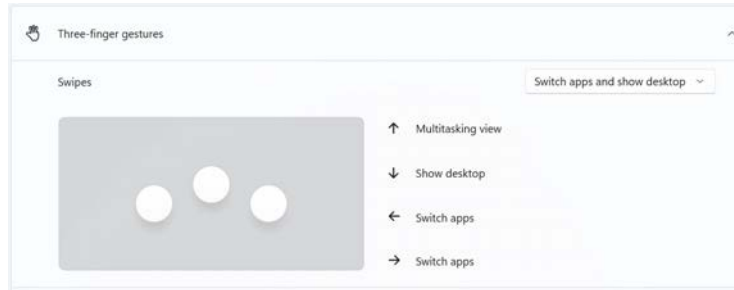 Three-finger gestures
Swipes
Switch apps and show desktop
↑ Multitasking view
↓ Show desktop
← Switch apps
→ Switch apps